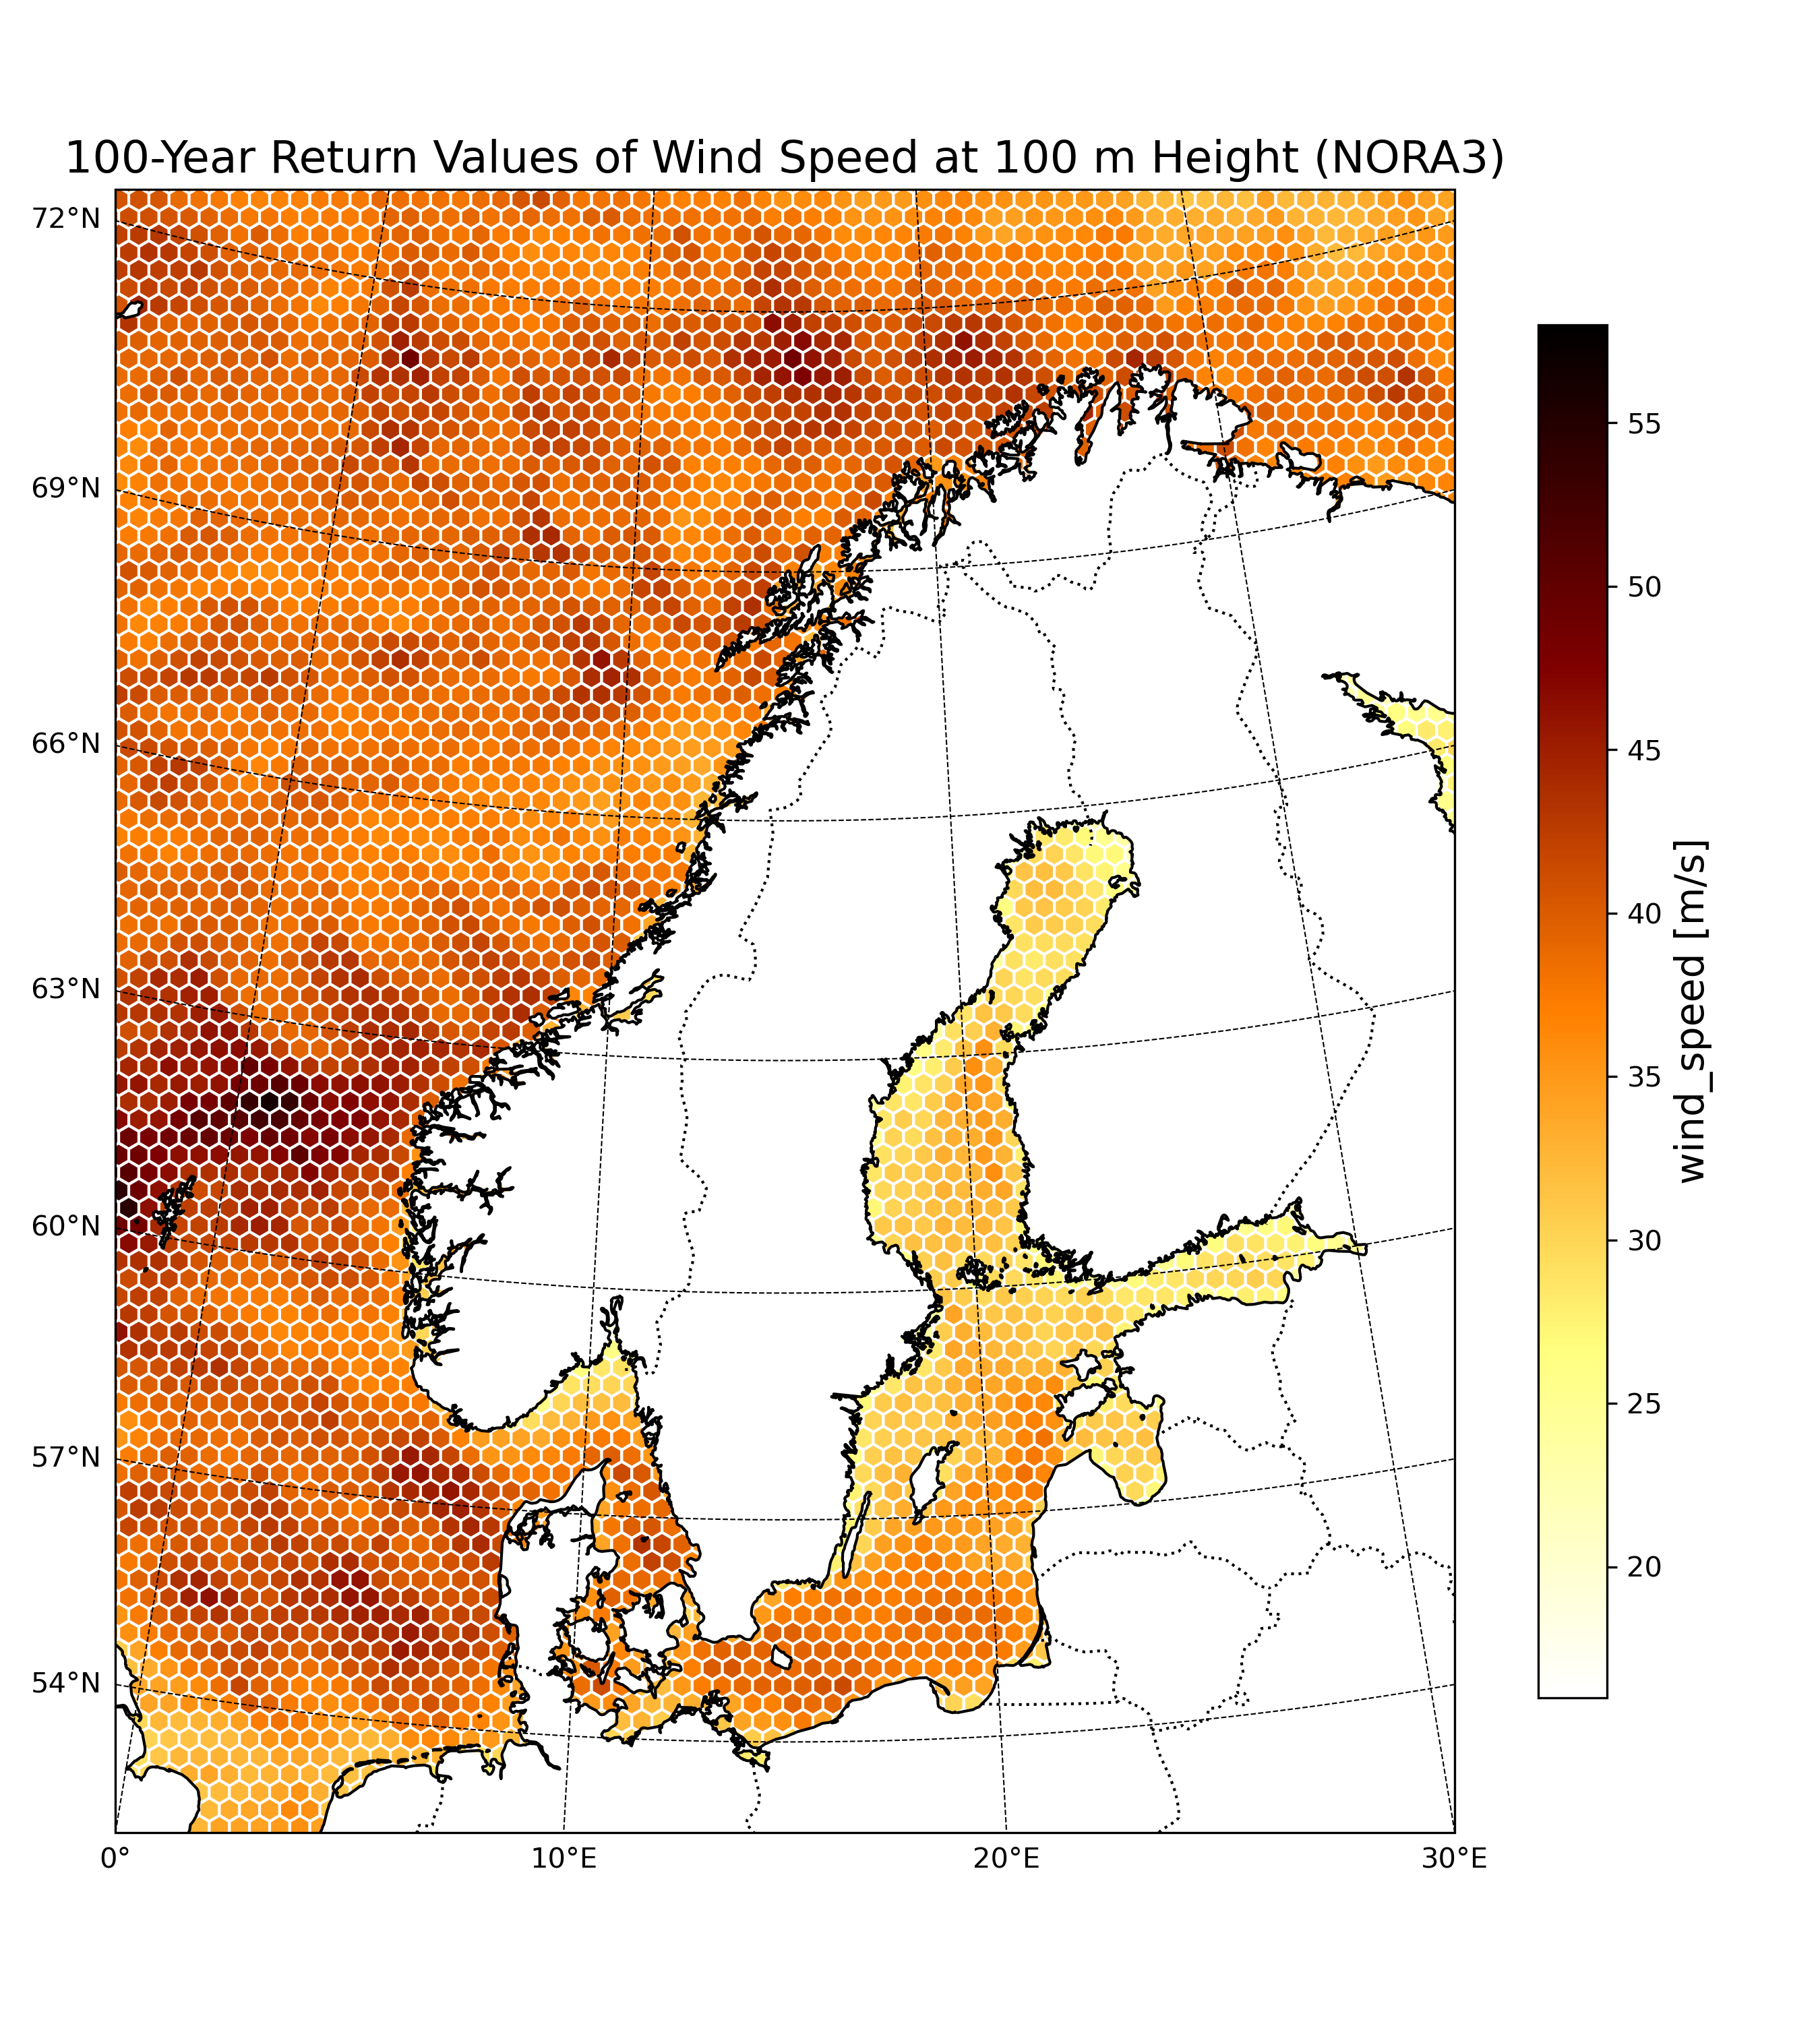 100-Year Return Values of Wind Speed at 100 m Height (NORA3)
72°N
69°N
66°N
63°N
60°N
57°N
54°N
0°
10°E
20°E
30°E
55
50
45
40
35
30
25
20
wind_speed [m/s]